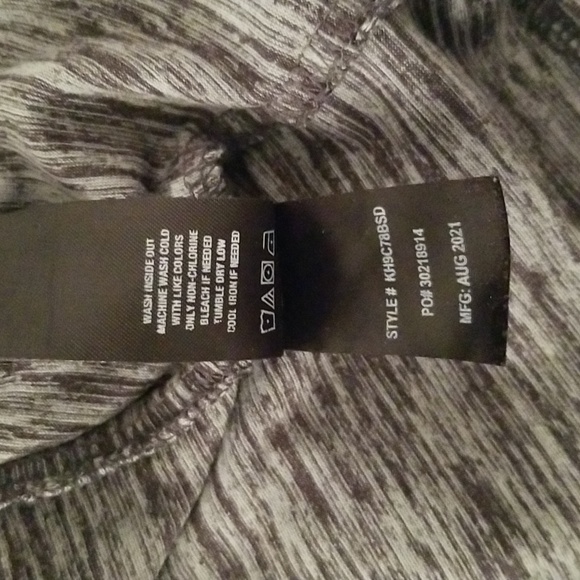 WASH INSIDE OUT
MACHINE WASH COLD
WITH LIKE COLORS
ONLY NON-CHLORINE
BLEACH IF NEEDED
TUMBLE DRY LOW
COOL IRON IF NEEDED
STYLE # KH9C78BSD
PO# 30218914
MFG: AUG 2021